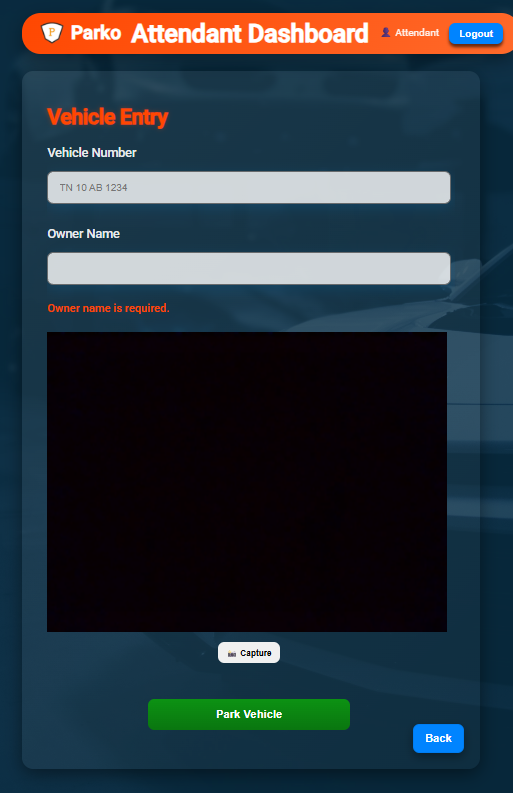 P Parko Attendant Dashboard Attendant Logout
Vehicle Entry
Vehicle Number
TN 10 AB 1234
Owner Name
Owner name is required.
Capture
Park Vehicle
Back